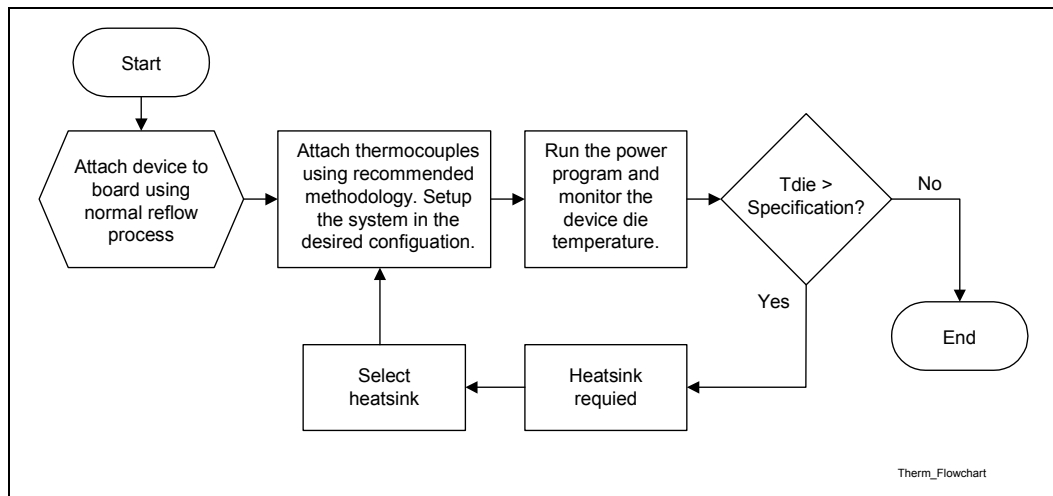 Start
Attach device to
board using
normal reflow
process
Attach thermocouples
using recommended
methodology. Setup
the system in the
desired configuation.
Run the power
program and
monitor the
device die
temperature.
Tdie >
Specification?
No
Yes
End
Heatsink
requied
Select
heatsink
Therm_Flowchart